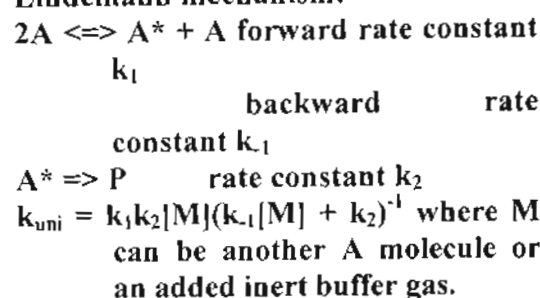 2A <=> A* + A forward rate constant
k₁
backward rate
constant k₋₁
A* => P rate constant k₂
kᵤₙᵢ = k₁k₂[M](k₋₁[M] + k₂)⁻¹ where M
can be another A molecule or
an added inert buffer gas.